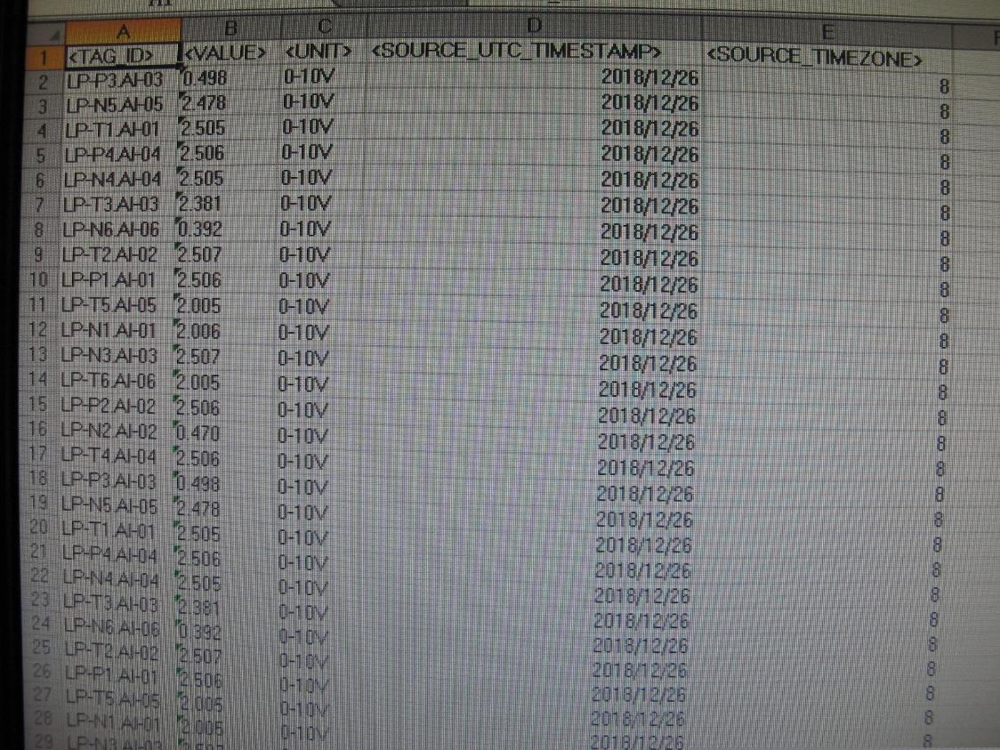 A B C D E F
1 <TAG_ID> <VALUE> <UNIT> <SOURCE_UTC_TIMESTAMP> <SOURCE_TIMEZONE>
2 LP-P3.AI-03 0.498 0-10V 2018/12/26 8
3 LP-N5.AI-05 2.478 0-10V 2018/12/26 8
4 LP-T1.AI-01 2.505 0-10V 2018/12/26 8
5 LP-P4.AI-04 2.506 0-10V 2018/12/26 8
6 LP-N4.AI-04 2.505 0-10V 2018/12/26 8
7 LP-T3.AI-03 2.381 0-10V 2018/12/26 8
8 LP-N6.AI-06 0.392 0-10V 2018/12/26 8
9 LP-T2.AI-02 2.507 0-10V 2018/12/26 8
10 LP-P1.AI-01 2.506 0-10V 2018/12/26 8
11 LP-T5.AI-05 2.005 0-10V 2018/12/26 8
12 LP-N1.AI-01 2.006 0-10V 2018/12/26 8
13 LP-N3.AI-03 2.507 0-10V 2018/12/26 8
14 LP-T6.AI-06 2.005 0-10V 2018/12/26 8
15 LP-P2.AI-02 2.506 0-10V 2018/12/26 8
16 LP-N2.AI-02 0.470 0-10V 2018/12/26 8
17 LP-T4.AI-04 2.506 0-10V 2018/12/26 8
18 LP-P3.AI-03 0.498 0-10V 2018/12/26 8
19 LP-N5.AI-05 2.478 0-10V 2018/12/26 8
20 LP-T1.AI-01 2.505 0-10V 2018/12/26 8
21 LP-P4.AI-04 2.506 0-10V 2018/12/26 8
22 LP-N4.AI-04 2.505 0-10V 2018/12/26 8
23 LP-T3.AI-03 2.381 0-10V 2018/12/26 8
24 LP-N6.AI-06 0.392 0-10V 2018/12/26 8
25 LP-T2.AI-02 2.507 0-10V 2018/12/26 8
26 LP-P1.AI-01 2.506 0-10V 2018/12/26 8
27 LP-T5.AI-05 2.005 0-10V 2018/12/26 8
28 LP-N1.AI-01 2.005 0-10V 2018/12/26 8
29 LP-N3.AI-03 2018/12/26 8